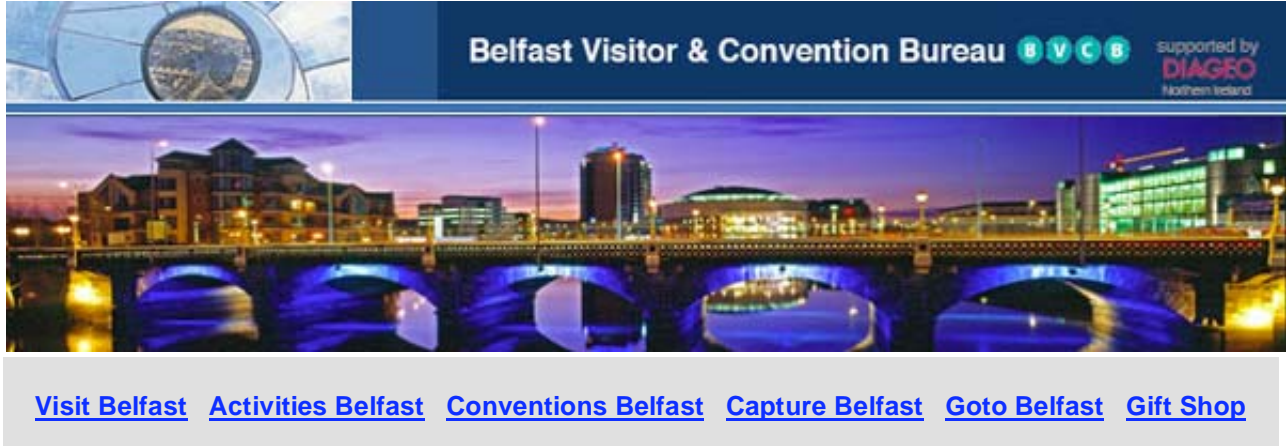 Belfast Visitor & Convention Bureau BVCB
supported by
DIAGEO
Northern Ireland
Visit Belfast Activities Belfast Conventions Belfast Capture Belfast Goto Belfast Gift Shop